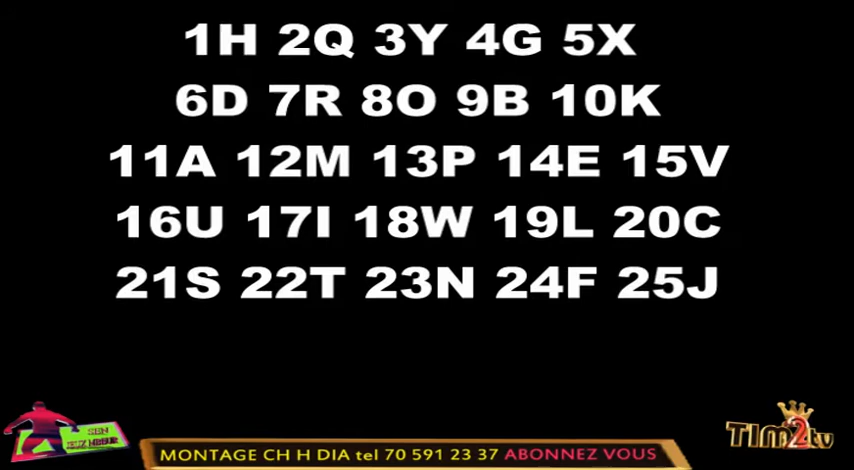 1H 2Q 3Y 4G 5X
6D 7R 8O 9B 10K
11A 12M 13P 14E 15V
16U 17I 18W 19L 20C
21S 22T 23N 24F 25J
SEN
MONTAGE CH H DIA tel 70 591 23 37 ABONNEZ VOUS
TIM2tv